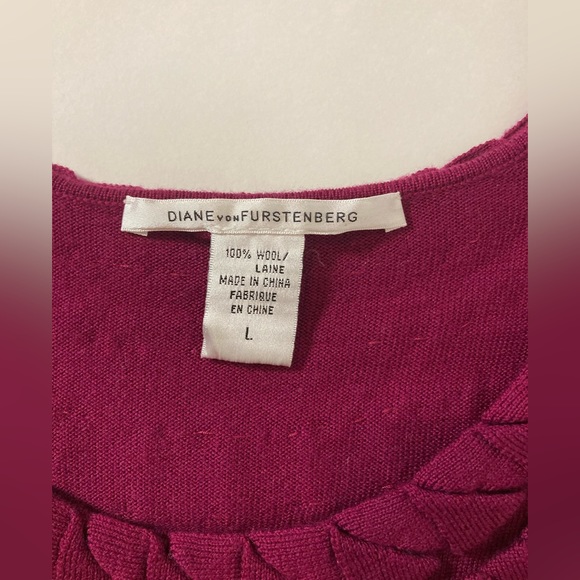 DIANE VON FURSTENBERG
100% WOOL/
LAINE
MADE IN CHINA
FABRIQUE
EN CHINE
L